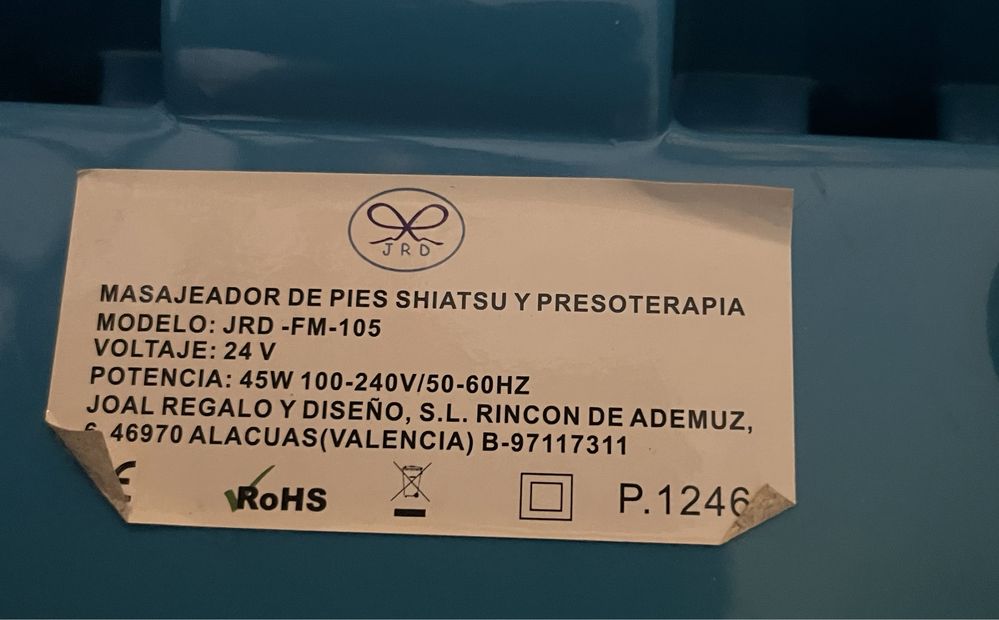 JRD
MASAJEADOR DE PIES SHIATSU Y PRESOTERAPIA
MODELO: JRD -FM-105
VOLTAJE: 24 V
POTENCIA: 45W 100-240V/50-60HZ
JOAL REGALO Y DISEÑO, S.L. RINCON DE ADEMUZ,
46970 ALACUAS(VALENCIA) B-97117311
RoHS
P.1246